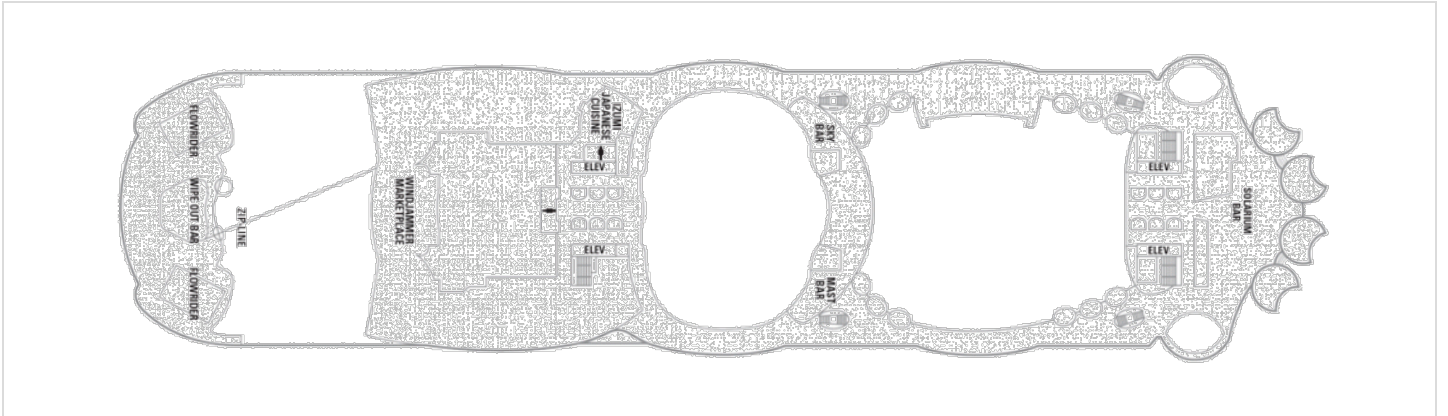 FLOWRIDER
WIPE OUT BAR
FLOWRIDER
ZIP LINE
WINDJAMMER
MARKETPLACE
IZUMI
JAPANESE
CUISINE
ELEV
ELEV
SKY
BAR
MAST
BAR
ELEV
ELEV
SOLARIUM
BAR